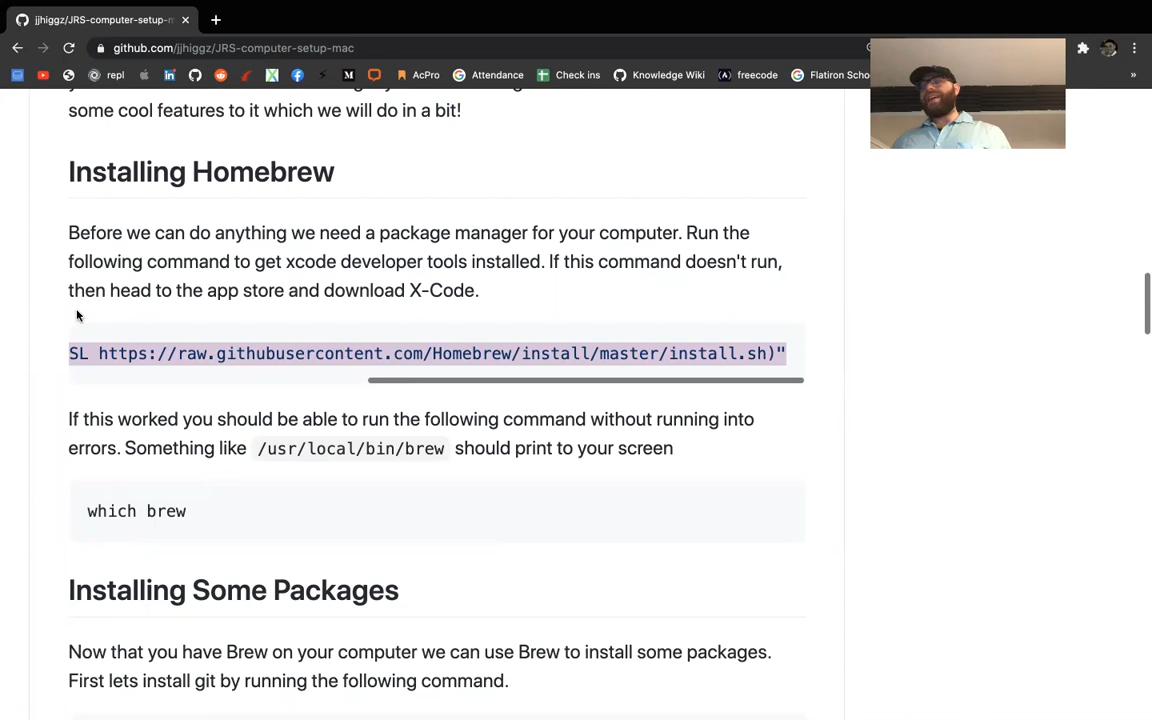 jjhiggz/JRS-computer-setup-m
github.com/jjhiggz/JRS-computer-setup-mac
repl
AcPro
Attendance
Check ins
Knowledge Wiki
freecode
Flatiron Schoo
some cool features to it which we will do in a bit!
Installing Homebrew
Before we can do anything we need a package manager for your computer. Run the
following command to get xcode developer tools installed. If this command doesn't run,
then head to the app store and download X-Code.
SL https://raw.githubusercontent.com/Homebrew/install/master/install.sh)"
If this worked you should be able to run the following command without running into
errors. Something like /usr/local/bin/brew should print to your screen
which brew
Installing Some Packages
Now that you have Brew on your computer we can use Brew to install some packages.
First lets install git by running the following command.